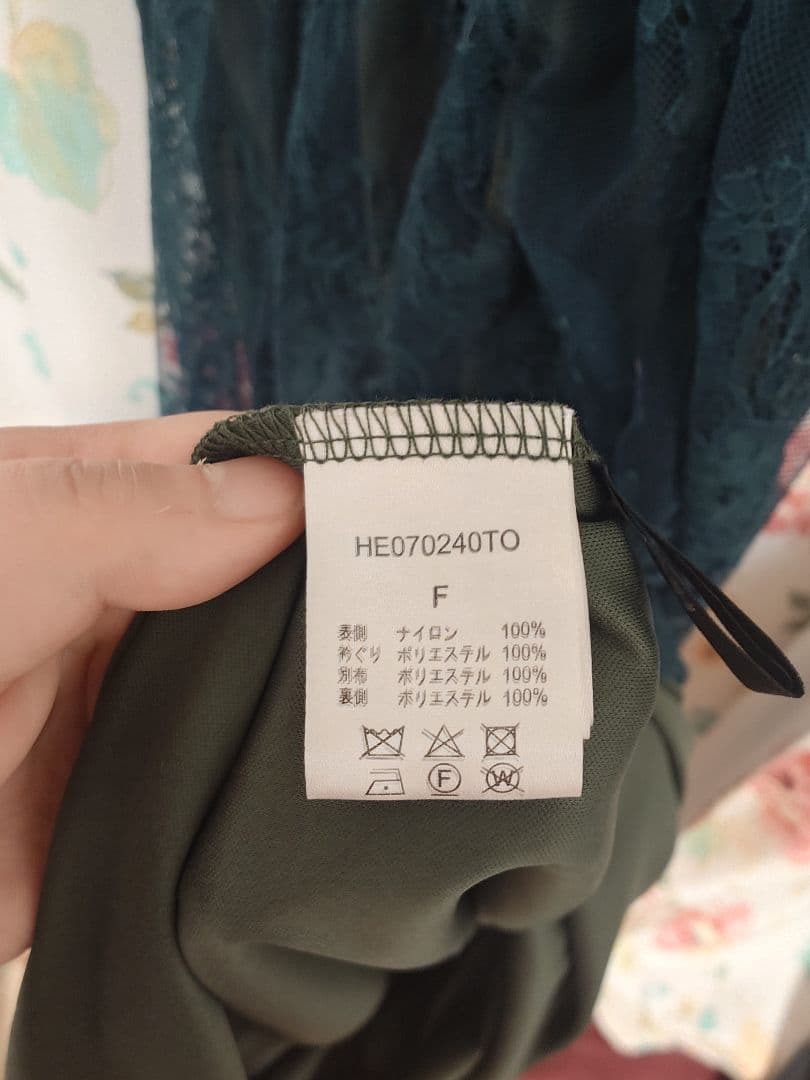 HE070240TO
F
表側 ナイロン 100%
衿ぐり ポリエステル 100%
別布 ポリエステル 100%
裏側 ポリエステル 100%
F W